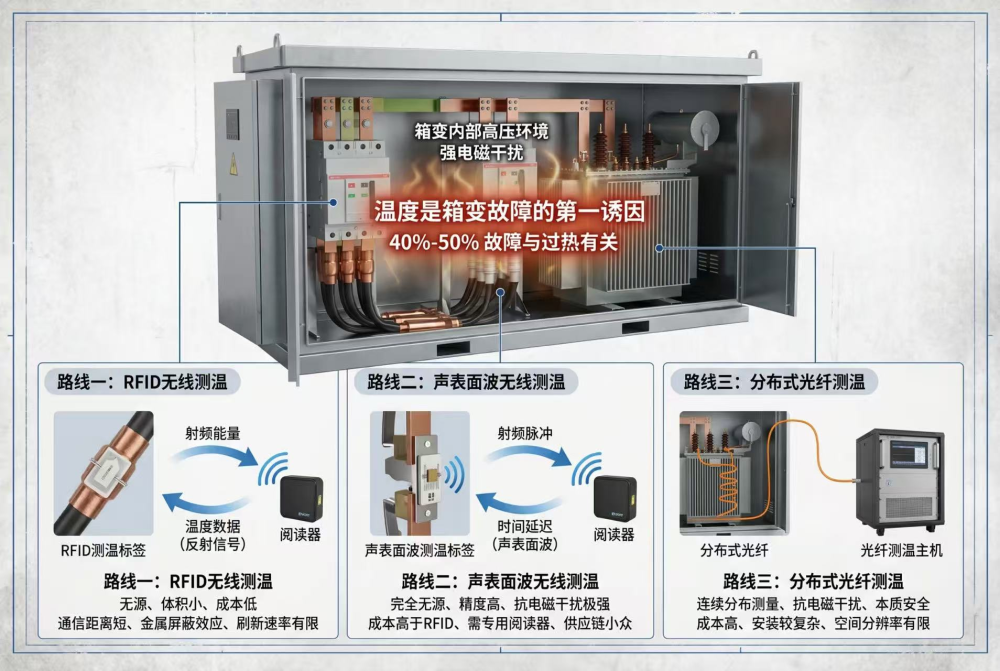 箱变内部高压环境
强电磁干扰
温度是箱变故障的第一诱因
40%-50% 故障与过热有关
路线一：RFID无线测温
射频能量
温度数据
（反射信号）
RFID测温标签
阅读器
路线一：RFID无线测温
无源、体积小、成本低
通信距离短、金属屏蔽效应、刷新速率有限
路线二：声表面波无线测温
射频脉冲
时间延迟
（声表面波）
声表面波测温标签
阅读器
路线二：声表面波无线测温
完全无源、精度高、抗电磁干扰极强
成本高于RFID、需专用阅读器、供应链小众
路线三：分布式光纤测温
分布式光纤
光纤测温主机
路线三：分布式光纤测温
连续分布测量、抗电磁干扰、本质安全
成本高、安装较复杂、空间分辨率有限